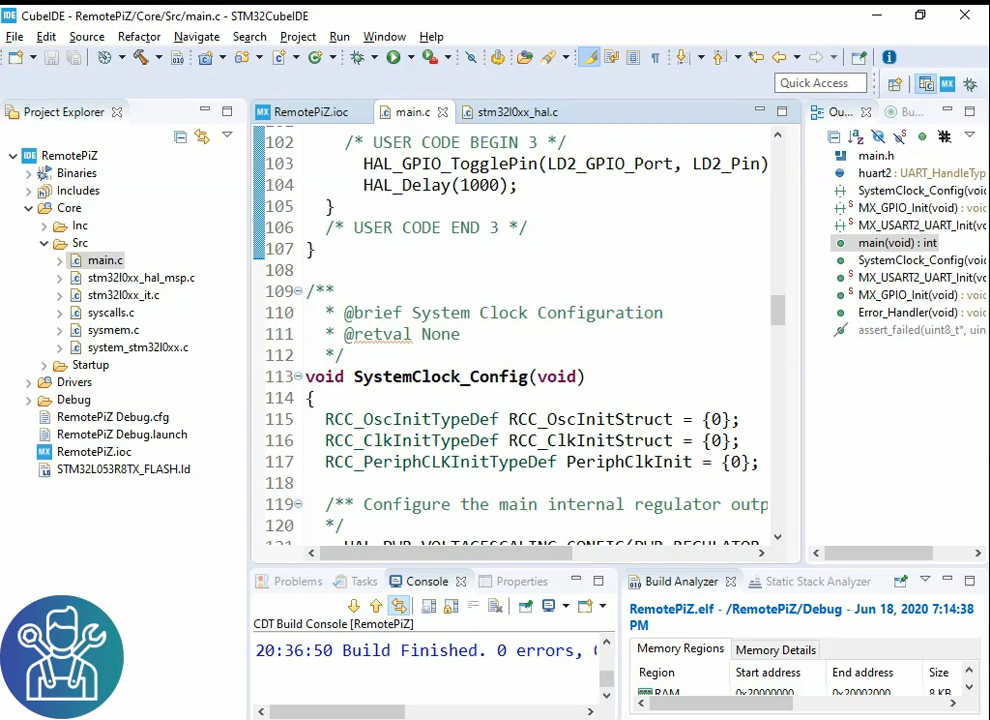 IDE CubeIDE - RemotePiZ/Core/Src/main.c - STM32CubeIDE
File Edit Source Refactor Navigate Search Project Run Window Help
Quick Access
Project Explorer
IDE RemotePiZ
Binaries
Includes
Core
Inc
Src
main.c
stm32l0xx_hal_msp.c
stm32l0xx_it.c
syscalls.c
sysmem.c
system_stm32l0xx.c
Startup
Drivers
Debug
RemotePiZ Debug.cfg
RemotePiZ Debug.launch
MX RemotePiZ.ioc
STM32L053R8TX_FLASH.ld
MX RemotePiZ.ioc main.c stm32l0xx_hal.c
102 /* USER CODE BEGIN 3 */
103 HAL_GPIO_TogglePin(LD2_GPIO_Port, LD2_Pin)
104 HAL_Delay(1000);
105 }
106 /* USER CODE END 3 */
107 }
108
109 /**
110 * @brief System Clock Configuration
111 * @retval None
112 */
113 void SystemClock_Config(void)
114 {
115 RCC_OscInitTypeDef RCC_OscInitStruct = {0};
116 RCC_ClkInitTypeDef RCC_ClkInitStruct = {0};
117 RCC_PeriphCLKInitTypeDef PeriphClkInit = {0};
118
119 /** Configure the main internal regulator outp
120 */
Ou... Bu...
main.h
huart2 : UART_HandleTyp
SystemClock_Config(voi
MX_GPIO_Init(void) : voi
MX_USART2_UART_Init(
main(void) : int
SystemClock_Config(voi
MX_USART2_UART_Init(
MX_GPIO_Init(void) : voi
Error_Handler(void) : voi
assert_failed(uint8_t*, uin
Problems Tasks Console Properties
CDT Build Console [RemotePiZ]
20:36:50 Build Finished. 0 errors,
Build Analyzer Static Stack Analyzer
RemotePiZ.elf - /RemotePiZ/Debug - Jun 18, 2020 7:14:38
PM
Memory Regions Memory Details
Region Start address End address Size
RAM 0x20000000 0x20002000 8 KB